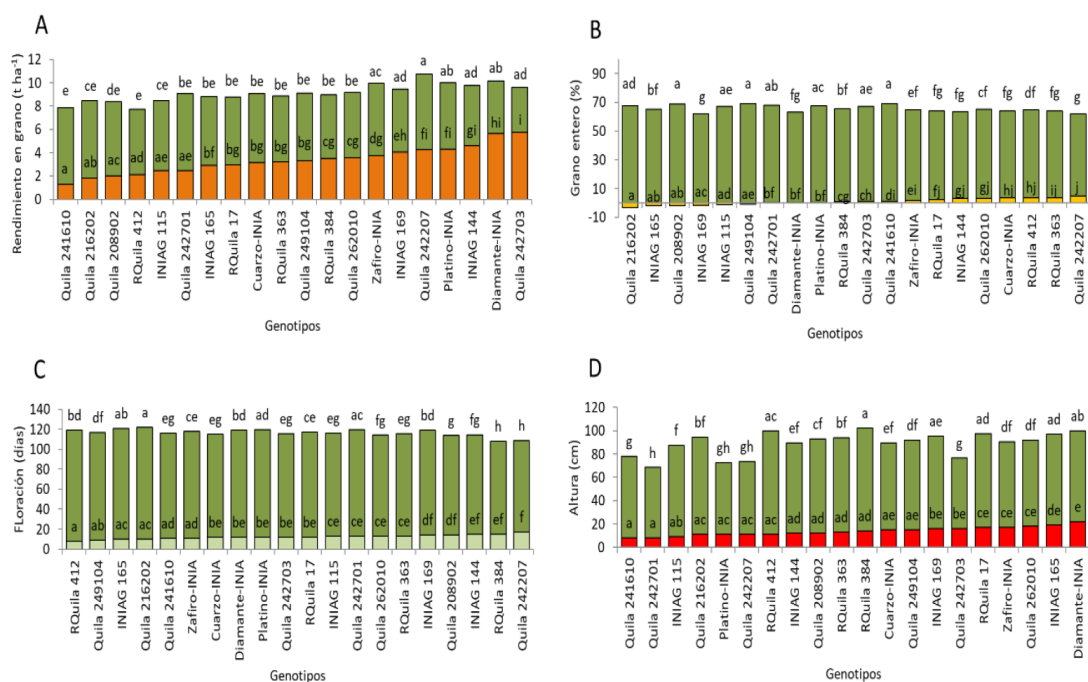 A
Rendimiento en grano (t ha⁻¹)
12
10
8
6
4
2
0
e ce de e ce be be be be be be be ac ad a ab ad ab ad
a ab ac ad ae ae bf bg bg bg bg cg cg dg eh fi fi gi hi i
Quila 241610
Quila 216202
Quila 208902
RQuila 412
INIAG 115
Quila 242701
INIAG 165
RQuila 17
Cuarzo-INIA
RQuila 363
Quila 249104
RQuila 384
Quila 262010
Zafiro-INIA
INIAG 169
Quila 242207
Platino-INIA
INIAG 144
Diamante-INIA
Quila 242703
Genotipos
B
Grano entero (%)
90
70
50
30
10
-10
ad bf a g ae a ab fg ac bf ae a df fg fg cf eg df fg g
a ab ab ac ad ae bf bf bf cg ch di ei fj gj gj hj hj ij j
Quila 216202
INIAG 165
Quila 208902
INIAG 169
INIAG 115
Quila 249104
Quila 242701
Diamante-INIA
Platino-INIA
RQuila 384
Quila 242703
Quila 241610
Zafiro-INIA
RQuila 17
INIAG 144
Quila 262010
Cuarzo-INIA
RQuila 412
RQuila 363
Quila 242207
Genotipos
C
FLoración (dias)
140
120
100
80
60
40
20
0
bd df ab a eg ce eg bd ad eg ce eg ac fg eg bd g fg h h
a ab ac ac ad ad be be be be be ce ce ce ce df df ef ef f
RQuila 412
Quila 249104
INIAG 165
Quila 216202
Quila 241610
Zafiro-INIA
Cuarzo-INIA
Diamante-INIA
Platino-INIA
Quila 242703
RQuila 17
INIAG 115
Quila 242701
Quila 262010
RQuila 363
INIAG 169
Quila 208902
INIAG 144
RQuila 384
Quila 242207
Genotipos
D
Altura (cm)
120
100
80
60
40
20
0
g h f bf gh gh ac ef cf bf a ef df ae g ad df df ad ab
a a ab ac ac ac ac ad ad ad ad ae ae be be ce ce ce de e
Quila 241610
Quila 242701
INIAG 115
Quila 216202
Platino-INIA
Quila 242207
RQuila 412
INIAG 144
Quila 208902
RQuila 363
RQuila 384
Cuarzo-INIA
Quila 249104
INIAG 169
Quila 242703
RQuila 17
Zafiro-INIA
Quila 262010
INIAG 165
Diamante-INIA
Genotipos